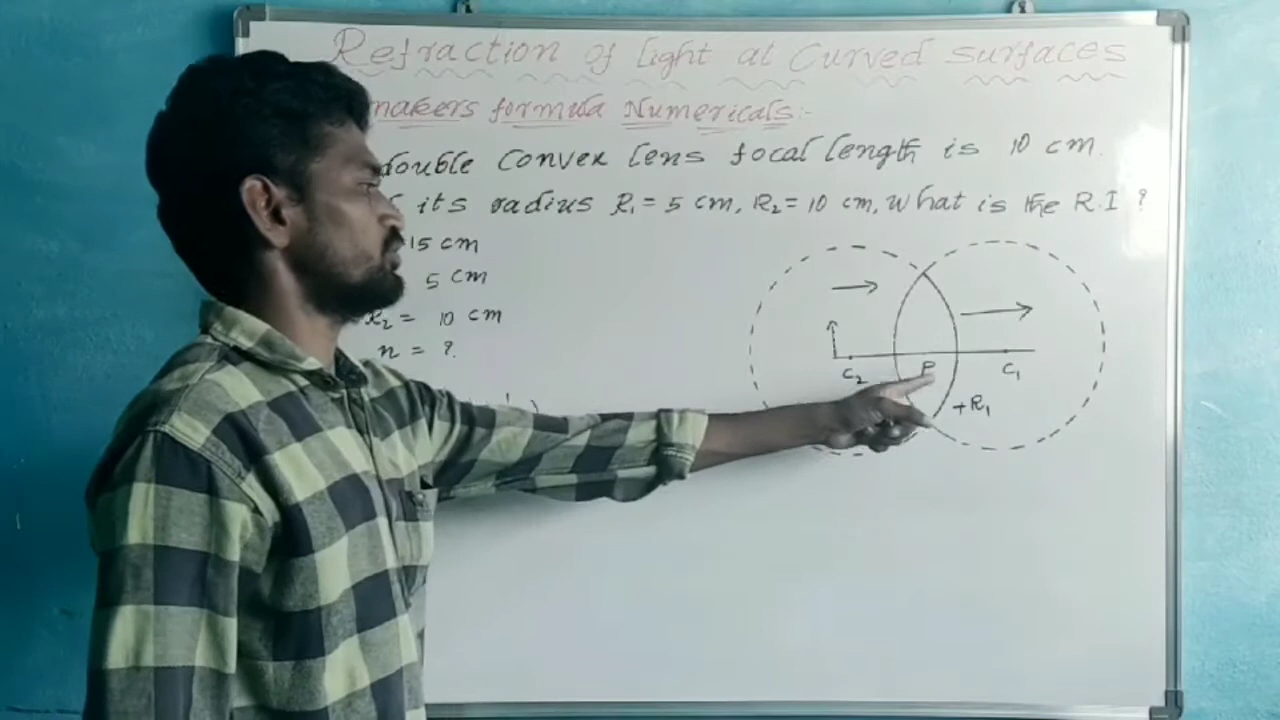 Refraction of light at Curved surfaces
makers formula Numericals:-
double Convex lens focal length is 10 cm.
its radius R₁ = 5 cm, R₂ = 10 cm, What is the R.I ?
15 cm
5 cm
R₂ = 10 cm
n = ?
C₂ P C₁
+R₁